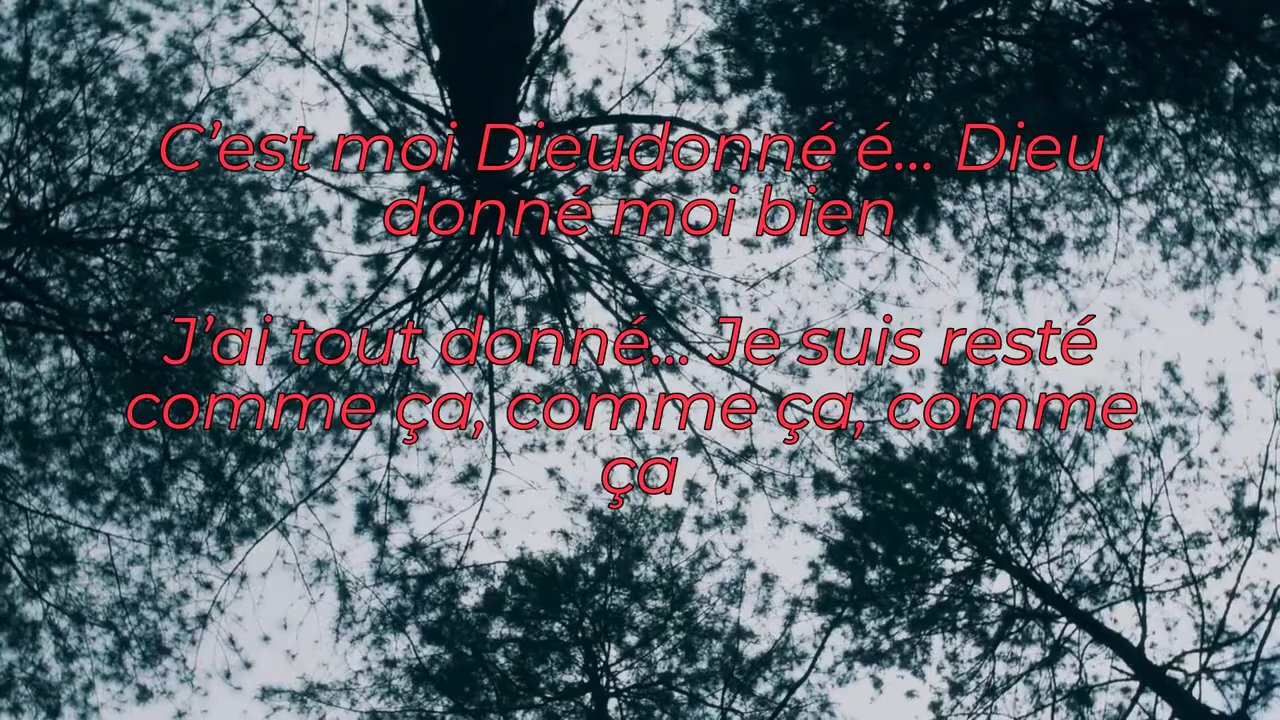 C’est moi Dieudonné é... Dieu
donné moi bien
J’ai tout donné... Je suis resté
comme ça, comme ça, comme
ça